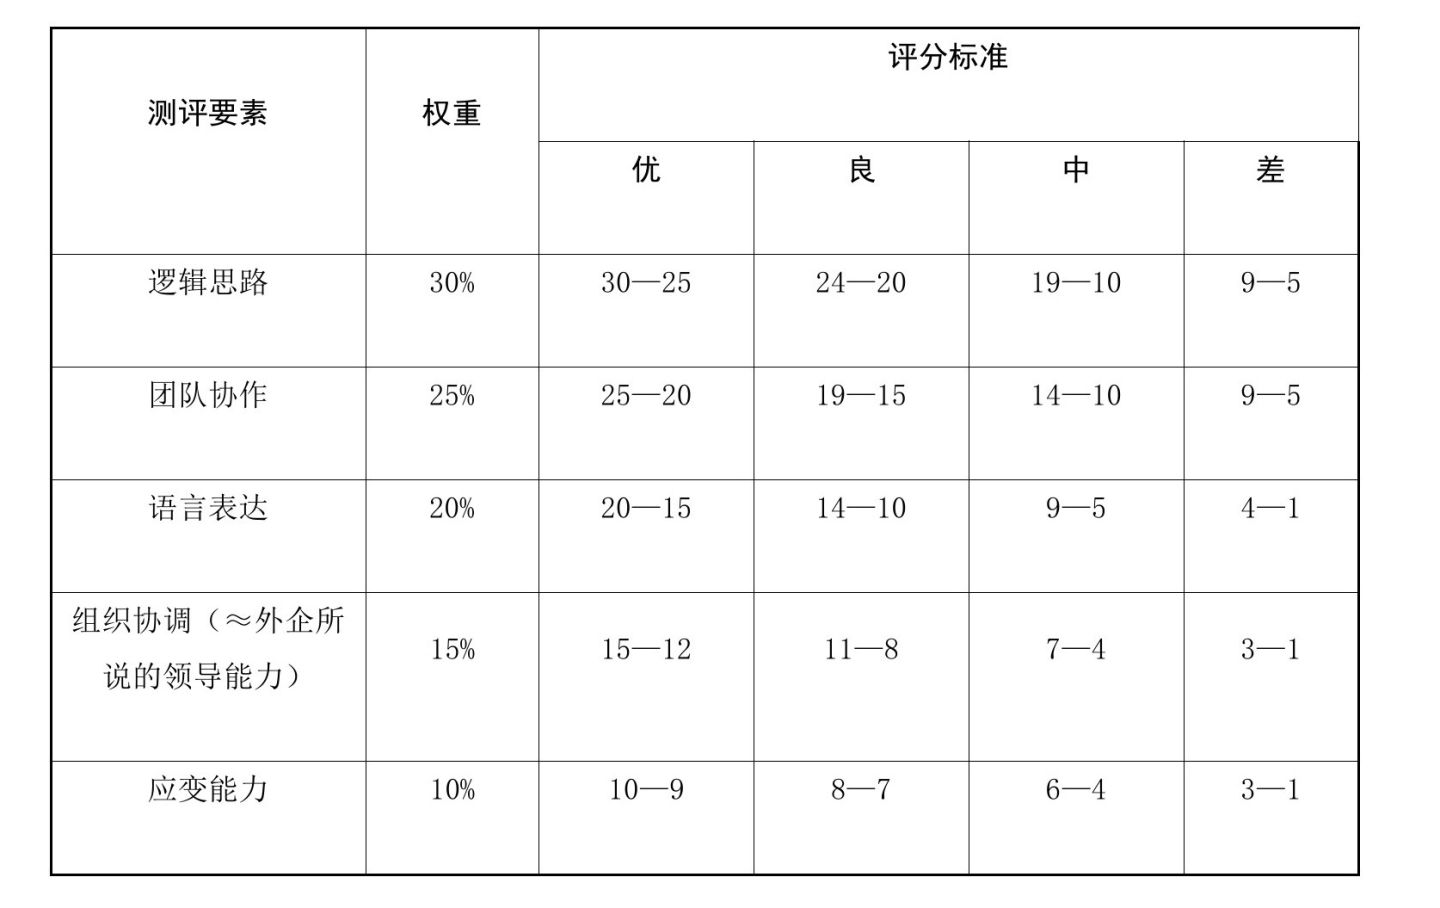 评分标准
测评要素 权重
优 良 中 差
逻辑思路 30% 30—25 24—20 19—10 9—5
团队协作 25% 25—20 19—15 14—10 9—5
语言表达 20% 20—15 14—10 9—5 4—1
组织协调（≈外企所
说的领导能力） 15% 15—12 11—8 7—4 3—1
应变能力 10% 10—9 8—7 6—4 3—1